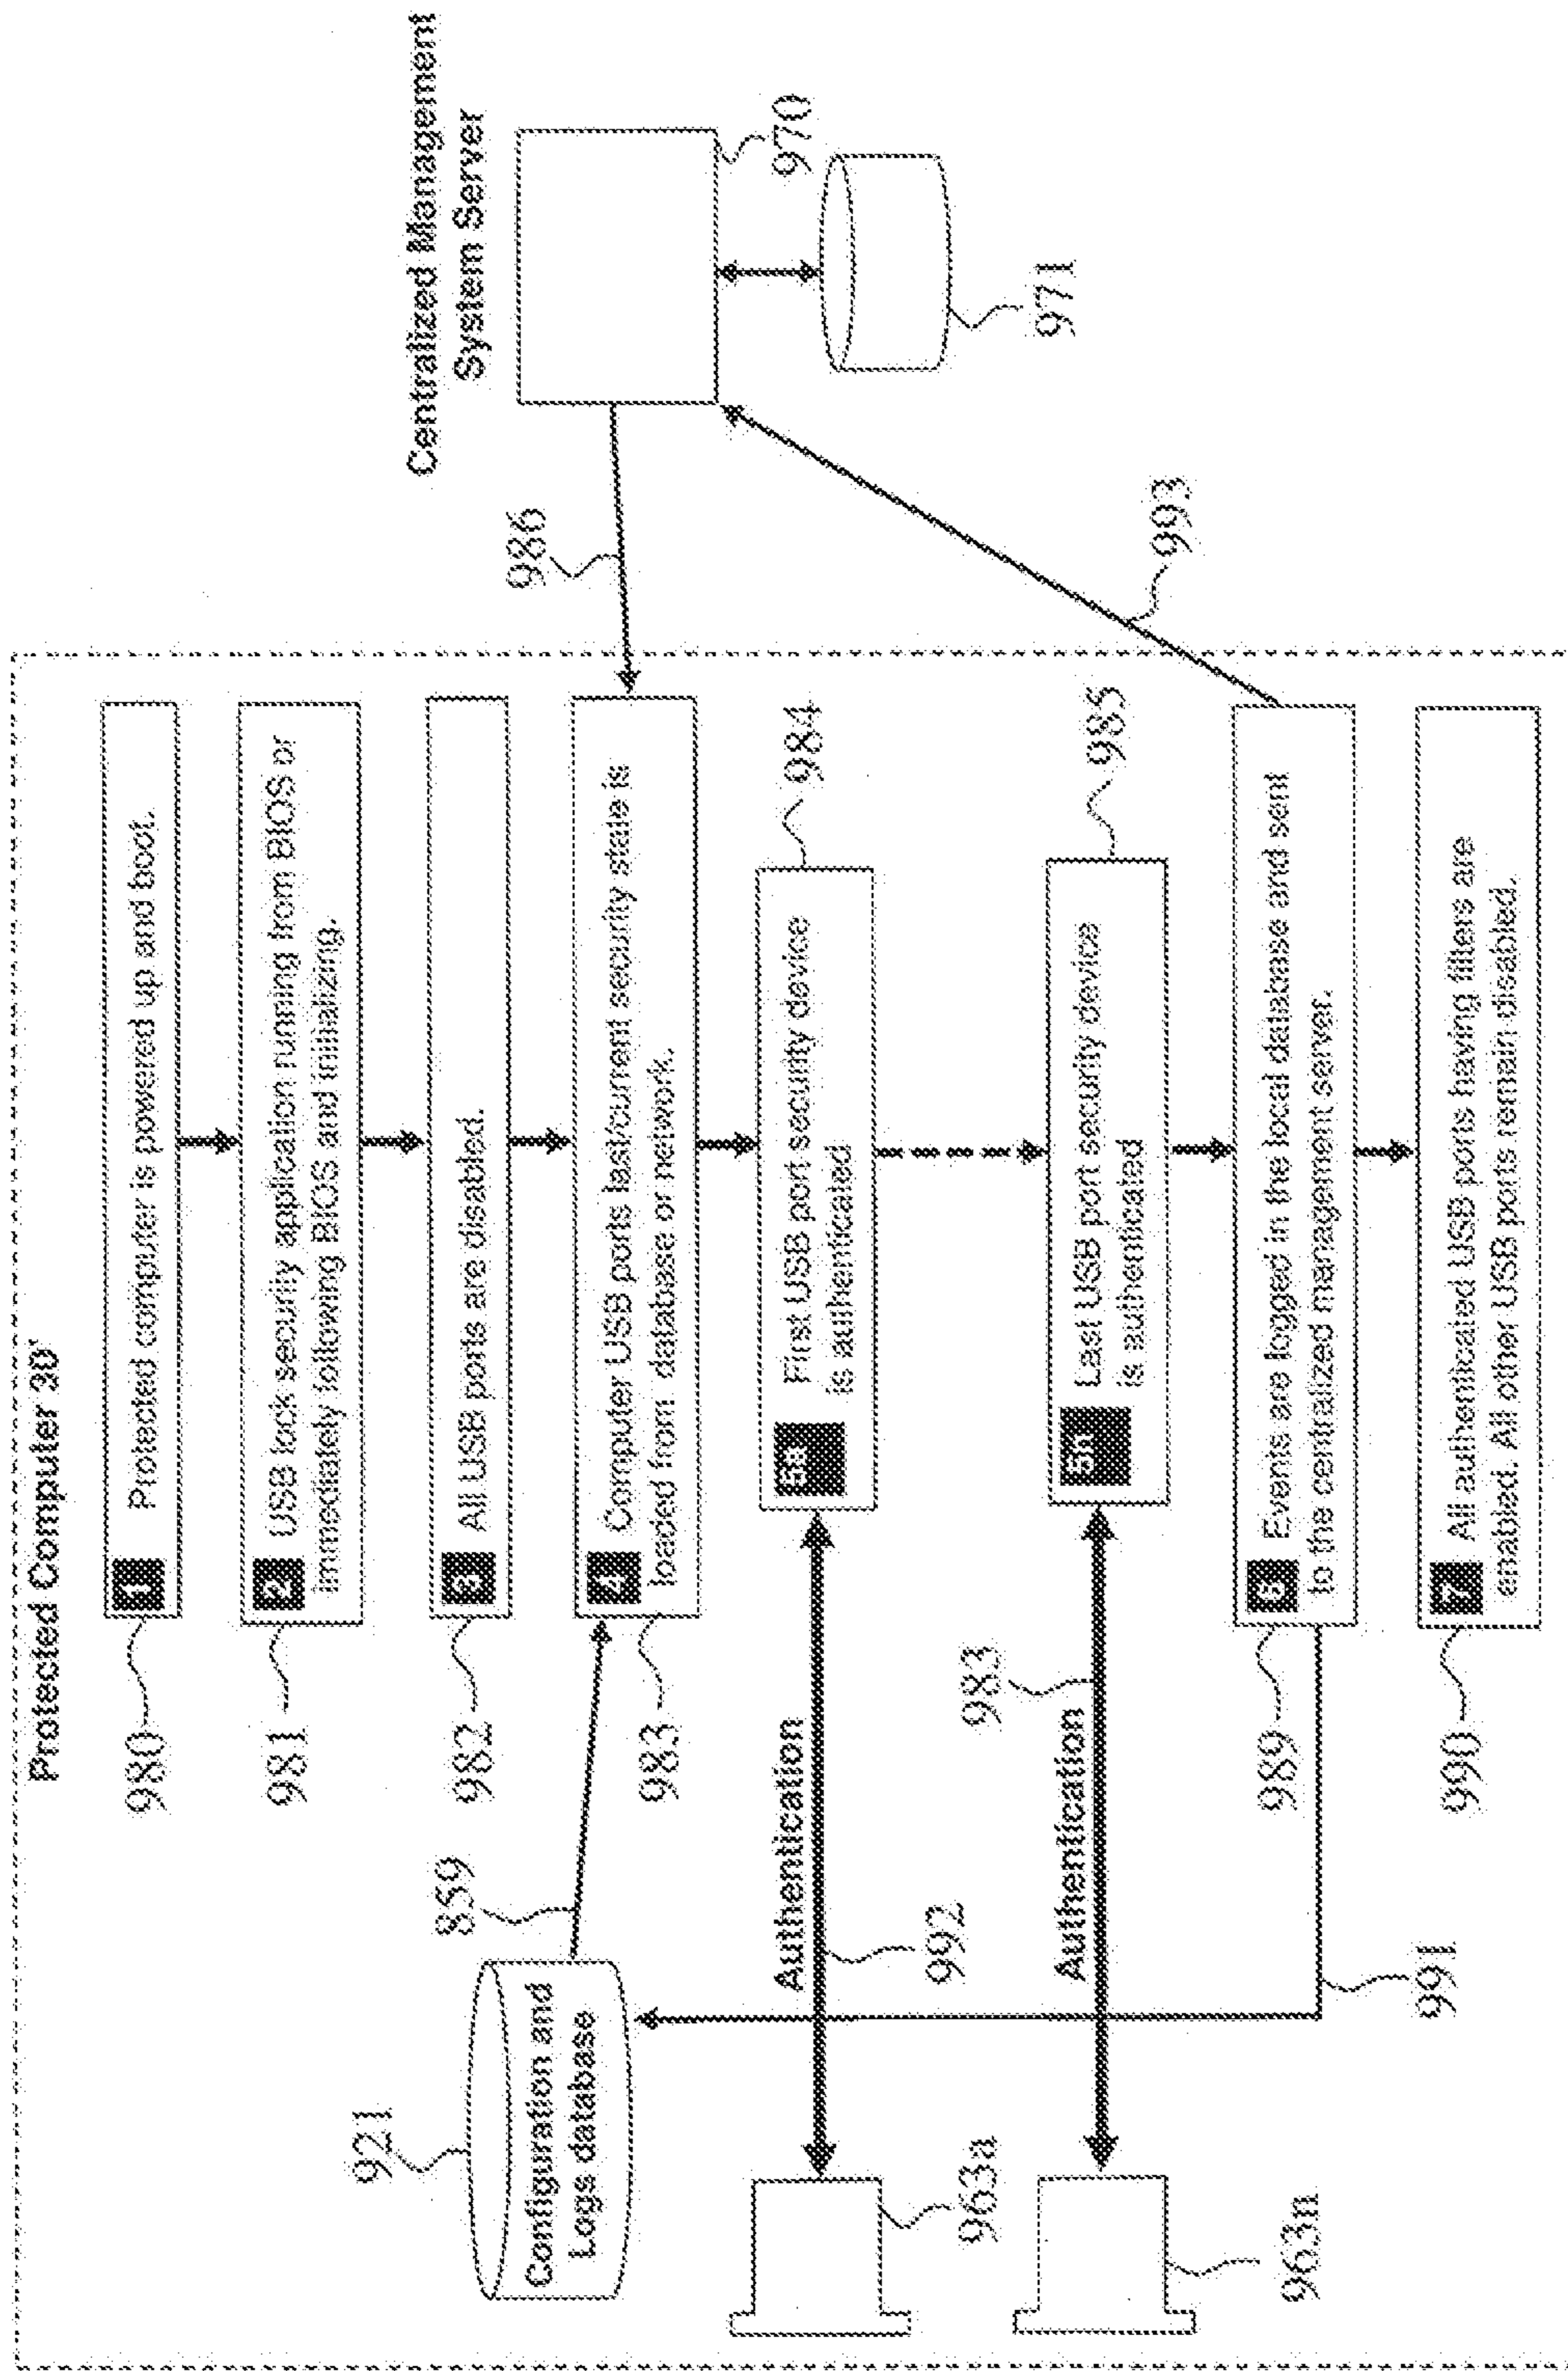 Protected Computer 30'
Centralized Management
System Server
980
1 Protected computer is powered up and boot.
981
2 USB lock security application running from BIOS or
immediately following BIOS and initializing.
982
3 All USB ports are disabled.
983
4 Computer USB ports last/current security state is
loaded from database or network.
859
986
970
971
921
Configuration and
Logs database
Authentication
992
963a
5a First USB port security device
is authenticated
984
Authentication
983
963n
5n Last USB port security device
is authenticated
985
989
6 Events are logged in the local database and sent
to the centralized management server.
991
993
990
7 All authenticated USB ports having filters are
enabled. All other USB ports remain disabled.